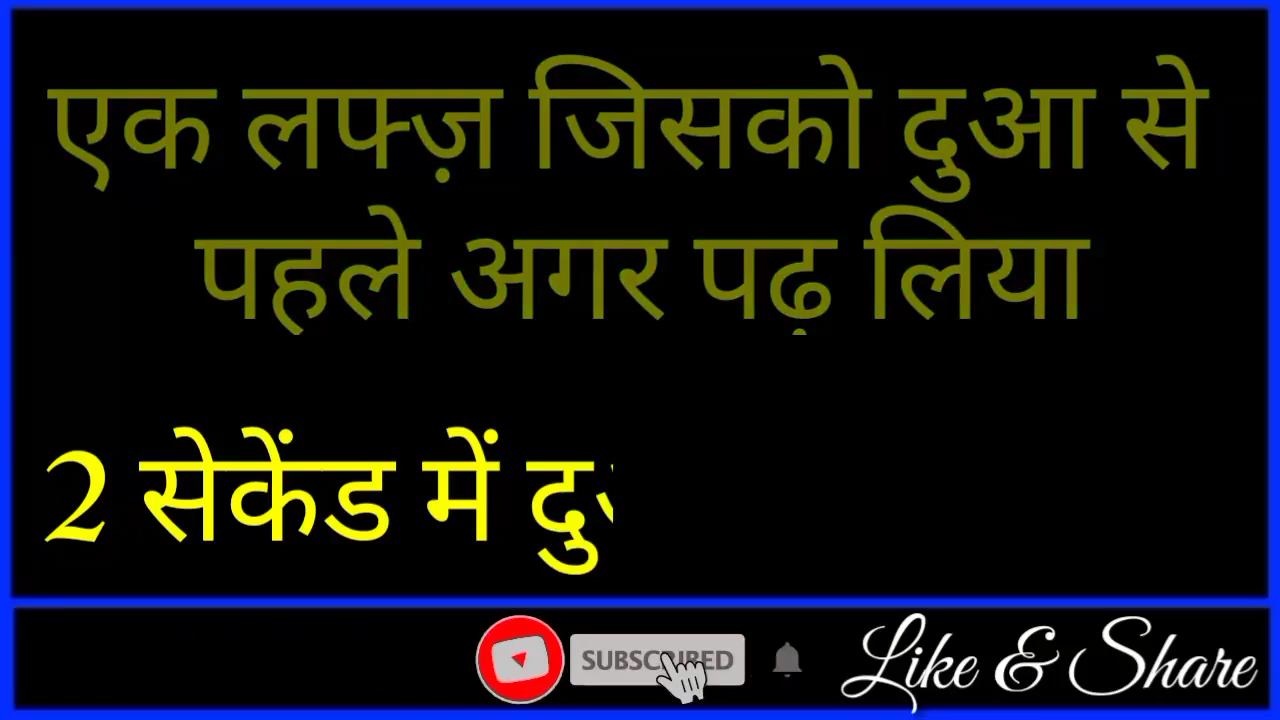 एक लफ्ज़ जिसको दुआ से
पहले अगर पढ़ लिया
2 सेकेंड में
SUBSCRIBED
Like & Share